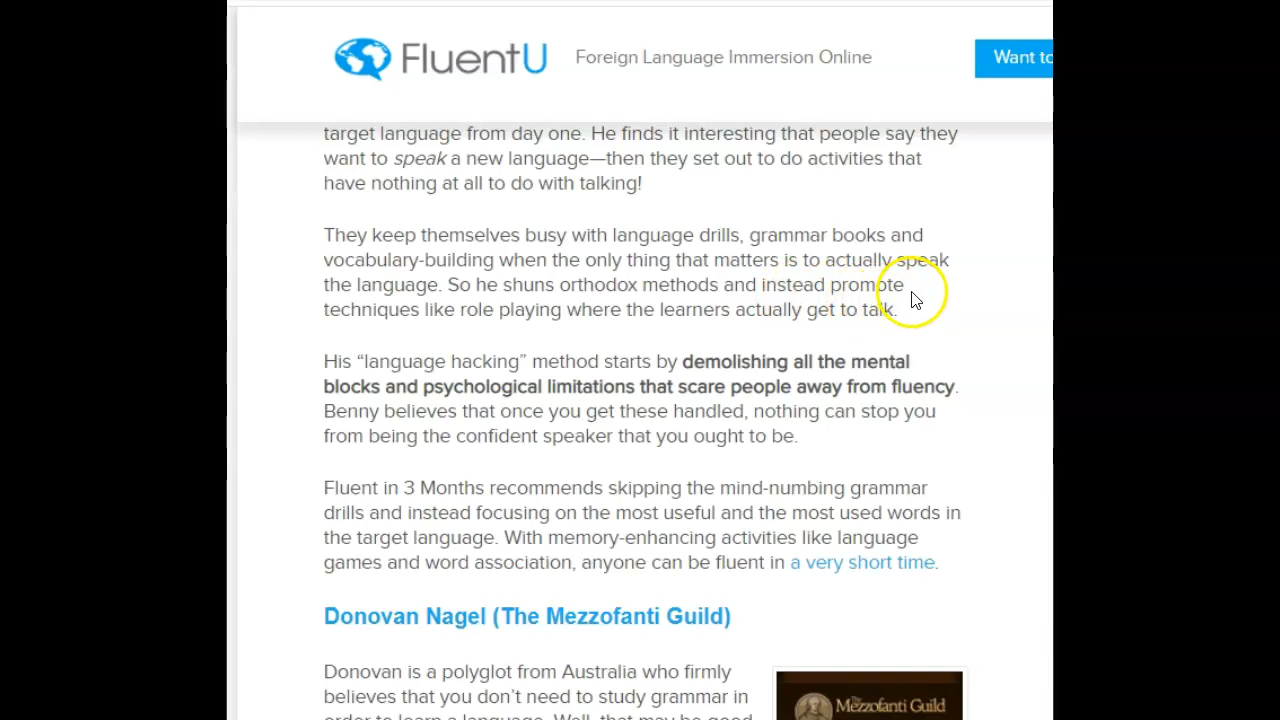 FluentU
Foreign Language Immersion Online
Want to
target language from day one. He finds it interesting that people say they
want to speak a new language—then they set out to do activities that
have nothing at all to do with talking!
They keep themselves busy with language drills, grammar books and
vocabulary-building when the only thing that matters is to actually speak
the language. So he shuns orthodox methods and instead promote
techniques like role playing where the learners actually get to talk.
His “language hacking” method starts by demolishing all the mental
blocks and psychological limitations that scare people away from fluency.
Benny believes that once you get these handled, nothing can stop you
from being the confident speaker that you ought to be.
Fluent in 3 Months recommends skipping the mind-numbing grammar
drills and instead focusing on the most useful and the most used words in
the target language. With memory-enhancing activities like language
games and word association, anyone can be fluent in a very short time.
Donovan Nagel (The Mezzofanti Guild)
Donovan is a polyglot from Australia who firmly
believes that you don’t need to study grammar in
order to learn a language. Well, that may be good
The
Mezzofanti Guild